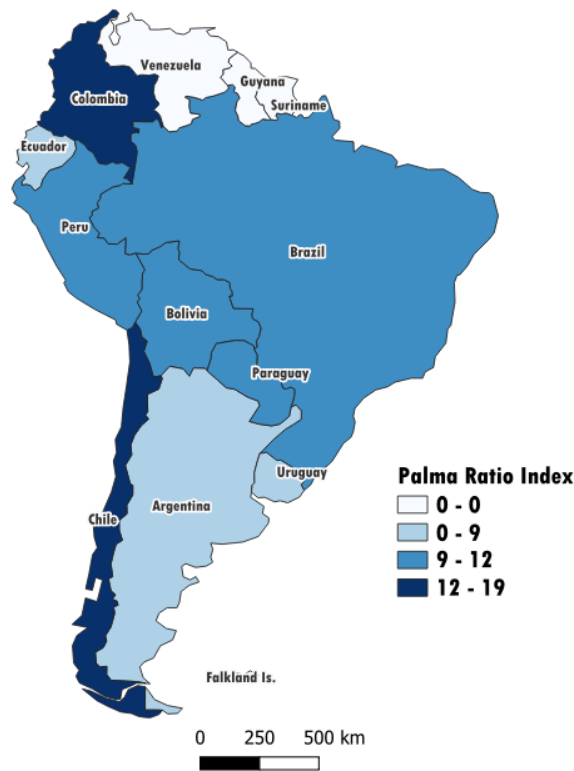 Venezuela
Guyana
Colombia
Suriname
Ecuador
Peru
Brazil
Bolivia
Paraguay
Uruguay
Palma Ratio Index
0 - 0
Argentina
0 - 9
Chile
9 - 12
12 - 19
Falkland Is.
0 250 500 km